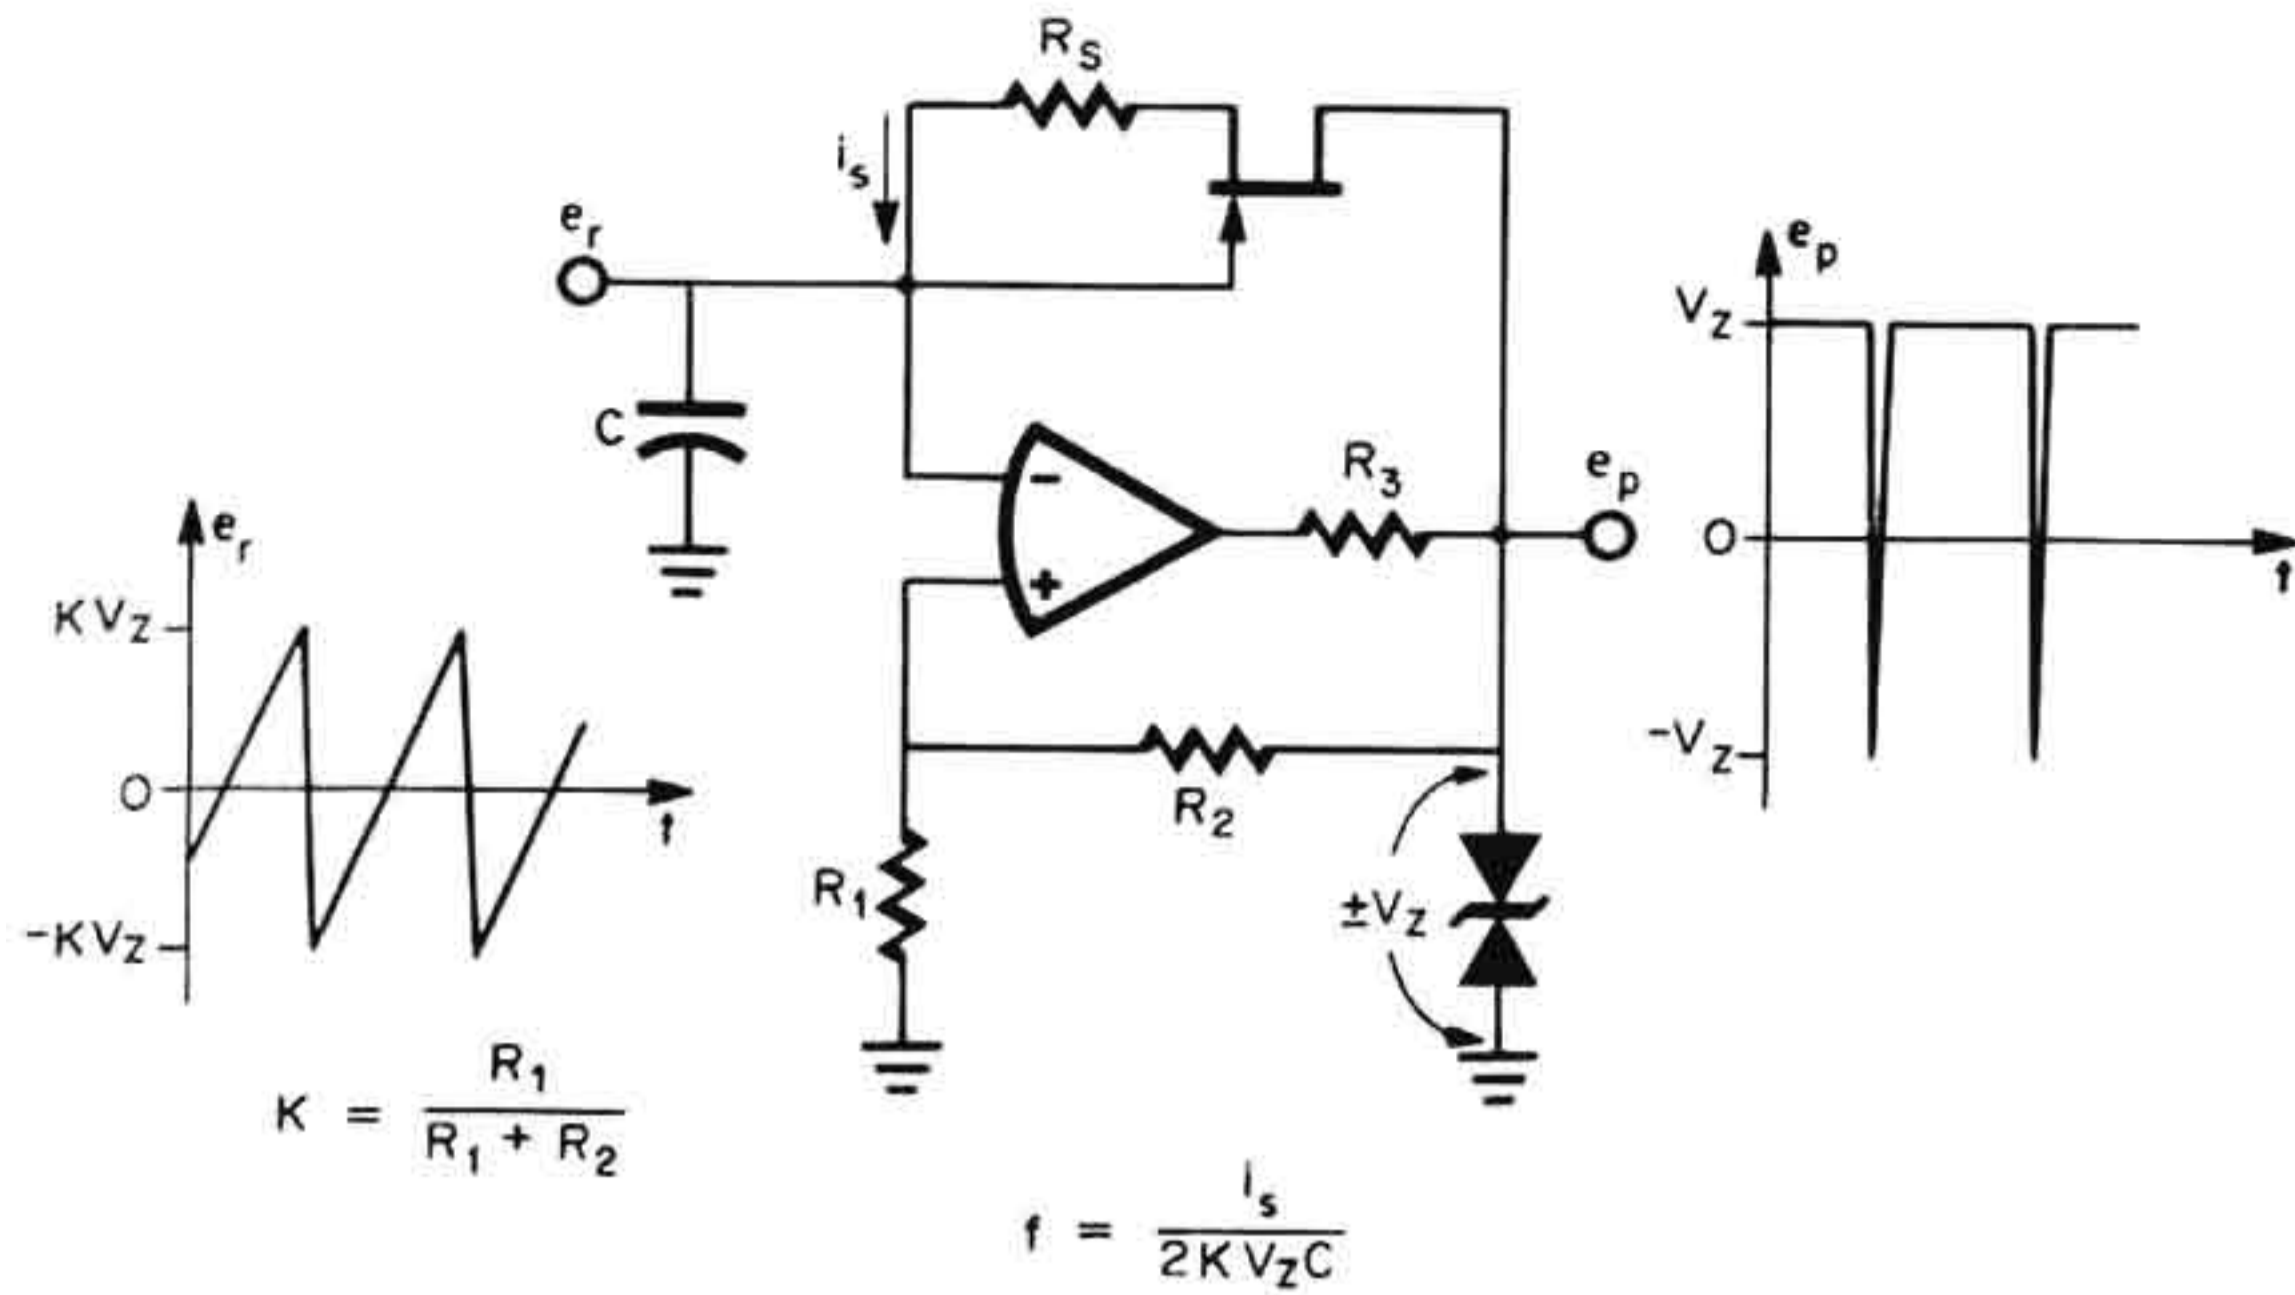 R_S
i_s
e_r
C
−
+
R_3
e_p
e_p
V_Z
0
t
−V_Z
e_r
KV_Z
0
t
−KV_Z
R_2
R_1
±V_Z
K = R_1 / (R_1 + R_2)
f = i_s / (2KV_ZC)